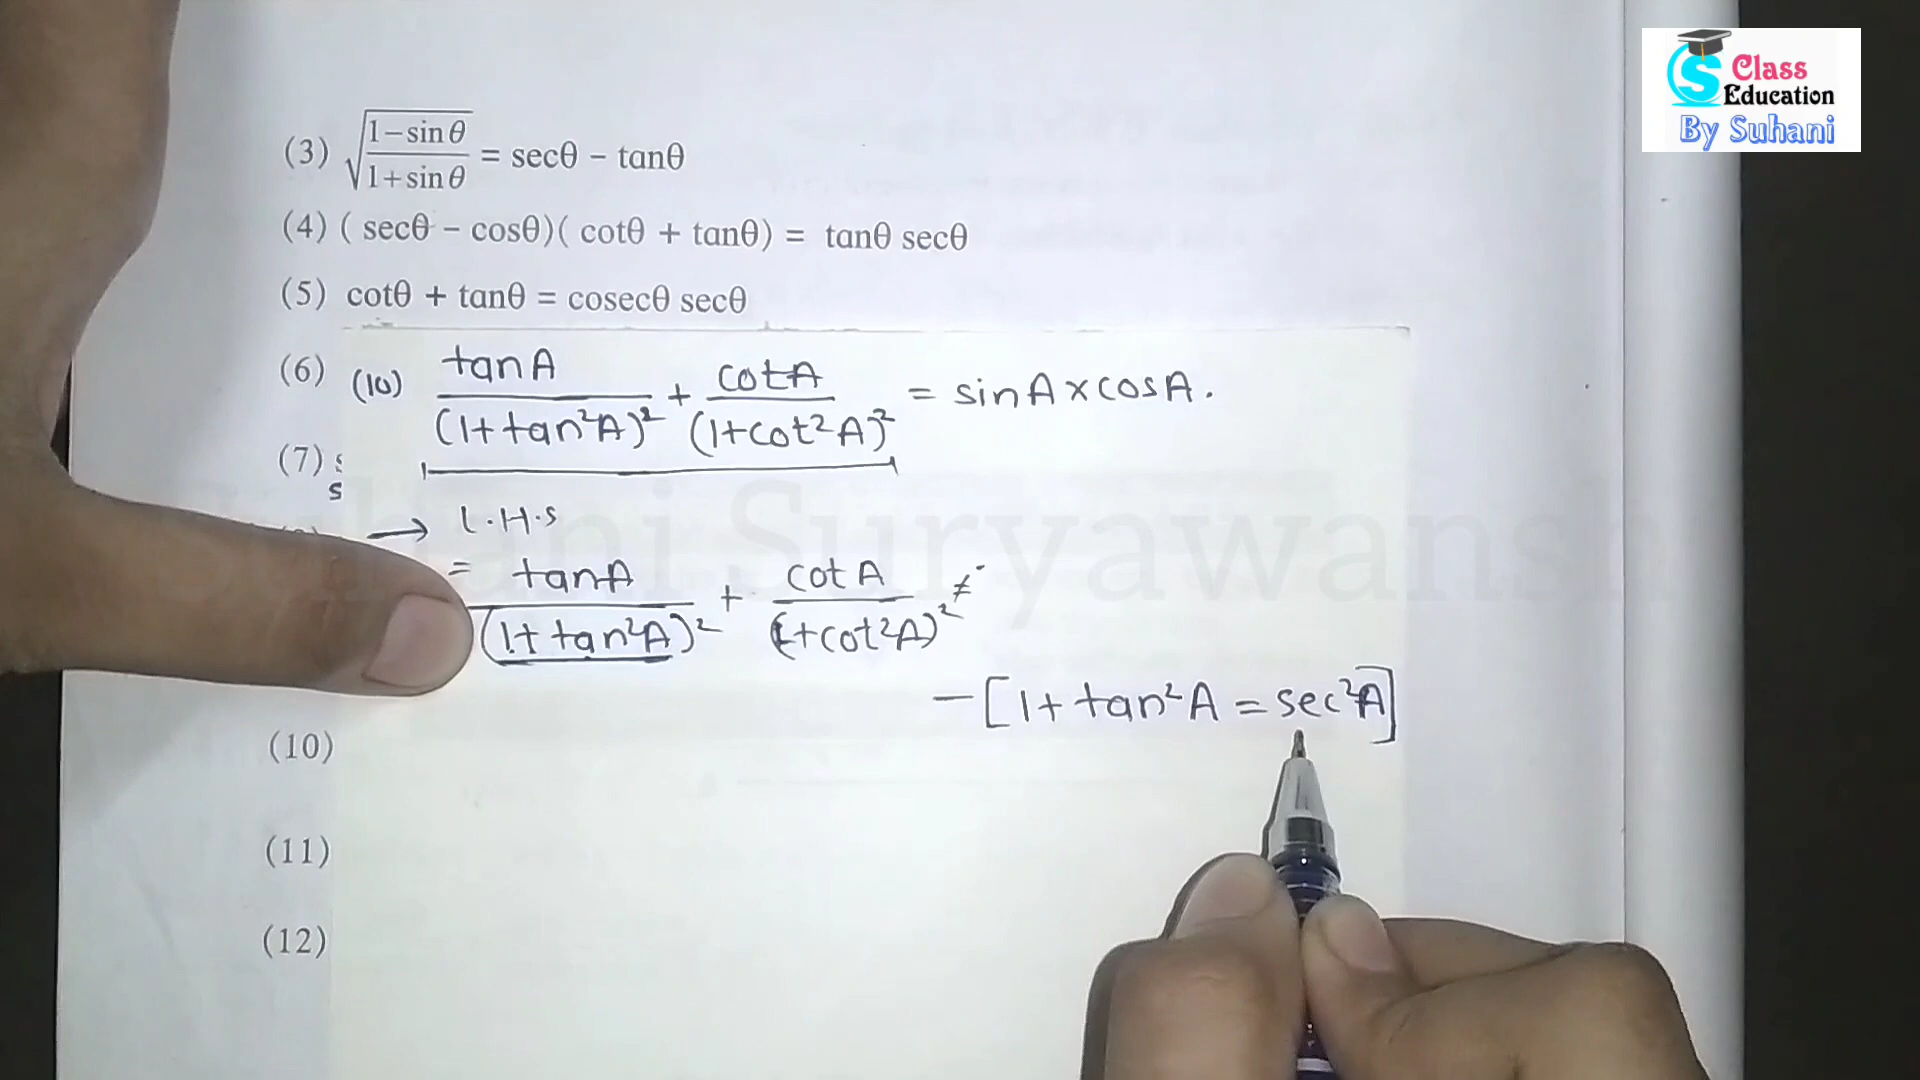 Class
Education
By Suhani
(3) √(1−sinθ)/(1+sinθ) = secθ − tanθ
(4) ( secθ − cosθ)( cotθ + tanθ) = tanθ secθ
(5) cotθ + tanθ = cosecθ secθ
(6)
(10) tanA/(1+tan²A)² + cotA/(1+cot²A)² = sinA×cosA.
(7) s
s
→ L.H.S
= tanA/(1+tan²A)² + cotA/(1+cot²A)²
−[1+tan²A = sec²A]
(10)
(11)
(12)
Suhani Suryawanshi